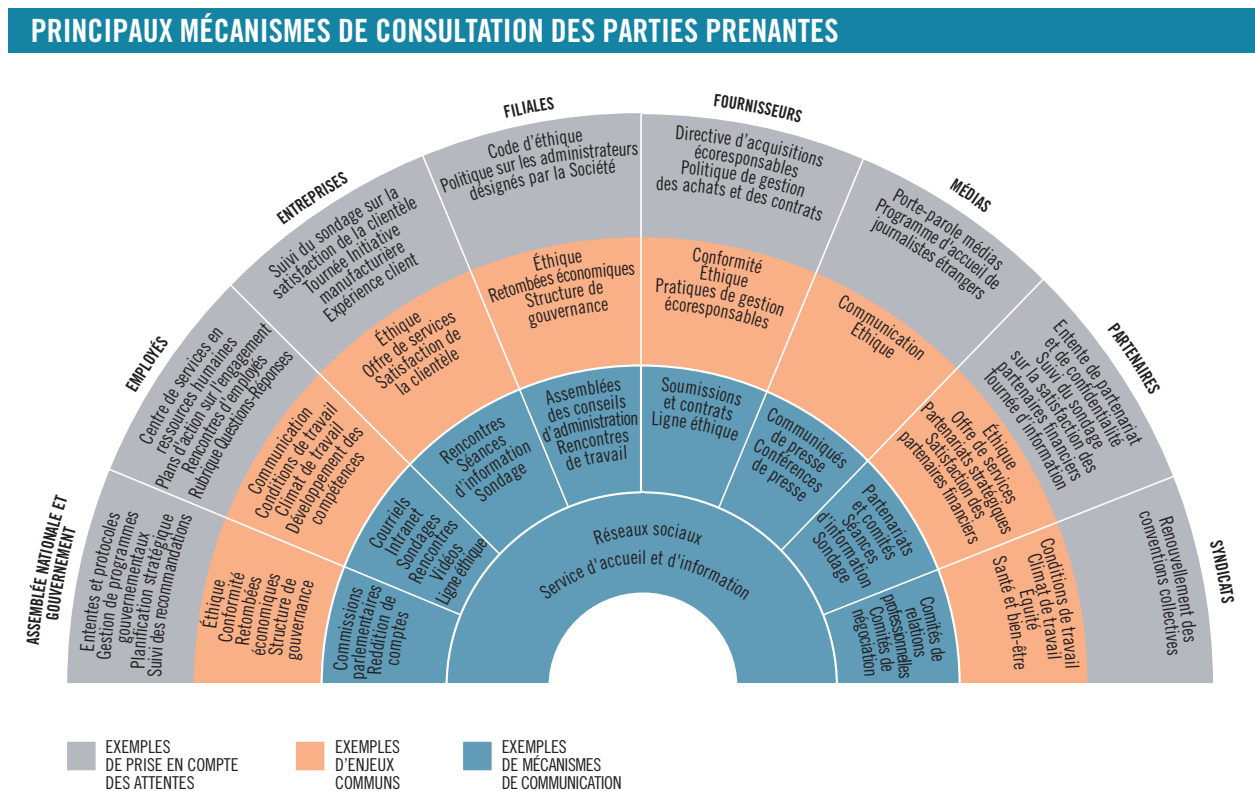 PRINCIPAUX MÉCANISMES DE CONSULTATION DES PARTIES PRENANTES
ASSEMBLÉE NATIONALE ET
GOUVERNEMENT
Ententes et protocoles
Gestion de programmes
gouvernementaux
Planification stratégique
Suivi des recommandations
Éthique
Conformité
Retombées
économiques
Structure de
gouvernance
Commissions
parlementaires
Reddition de
comptes
EMPLOYÉS
Centre de services en
ressources humaines
Plans d'action sur l'engagement
Rencontres d'employés
Rubrique Questions-Réponses
Communication
Conditions de travail
Climat de travail
Développement des
compétences
Courriels
Intranet
Sondages
Rencontres
Vidéos
Ligne éthique
ENTREPRISES
Suivi du sondage sur la
satisfaction de la clientèle
Tournée Initiative
manufacturière
Expérience client
Éthique
Offre de services
Satisfaction de
la clientèle
Rencontres
Séances
d'information
Sondage
FILIALES
Code d'éthique
Politique sur les administrateurs
désignés par la Société
Éthique
Retombées économiques
Structure de
gouvernance
Assemblées
des conseils
d'administration
Rencontres
de travail
FOURNISSEURS
Directive d'acquisitions
écoresponsables
Politique de gestion
des achats et des contrats
Conformité
Éthique
Pratiques de gestion
écoresponsables
Soumissions
et contrats
Ligne éthique
MÉDIAS
Porte-parole médias
Programme d'accueil de
journalistes étrangers
Communication
Éthique
Communiqués
de presse
Conférences
de presse
PARTENAIRES
Entente de partenariat
et de confidentialité
Suivi du sondage
sur la satisfaction des
partenaires financiers
Tournée d'information
Éthique
Offre de services
Partenariats stratégiques
Satisfaction des
partenaires financiers
Partenariats
et comités
Séances
d'information
Sondage
SYNDICATS
Renouvellement des
conventions collectives
Conditions de travail
Climat de travail
Équité
Santé et bien-être
Comités de
relations
professionnelles
Comités de
négociation
Réseaux sociaux
Service d'accueil et d'information
EXEMPLES
DE PRISE EN COMPTE
DES ATTENTES
EXEMPLES
D'ENJEUX
COMMUNS
EXEMPLES
DE MÉCANISMES
DE COMMUNICATION